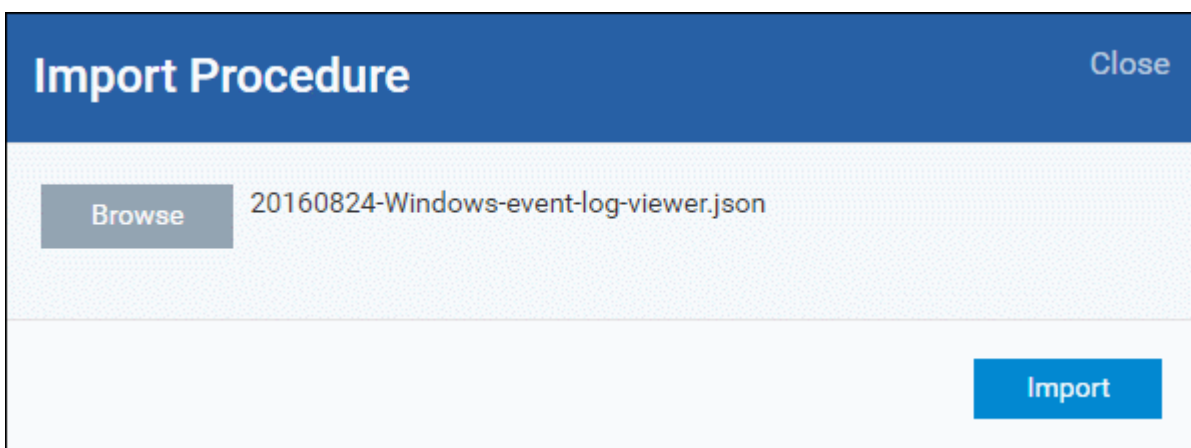 Import Procedure
Close
Browse
20160824-Windows-event-log-viewer.json
Import